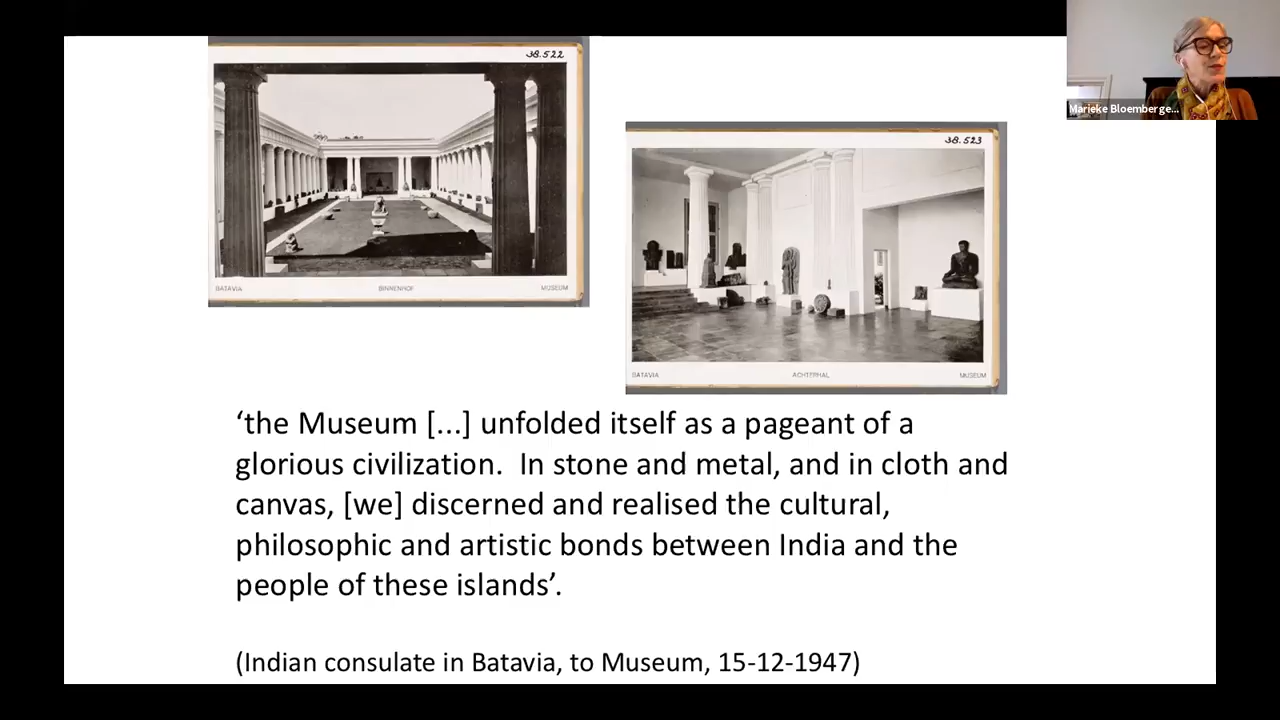 38.522
Marieke Bloemberge...
38.523
BATAVIA BINNENHOF MUSEUM
BATAVIA ACHTERHAL MUSEUM
‘the Museum [...] unfolded itself as a pageant of a
glorious civilization.  In stone and metal, and in cloth and
canvas, [we] discerned and realised the cultural,
philosophic and artistic bonds between India and the
people of these islands’.
(Indian consulate in Batavia, to Museum, 15-12-1947)